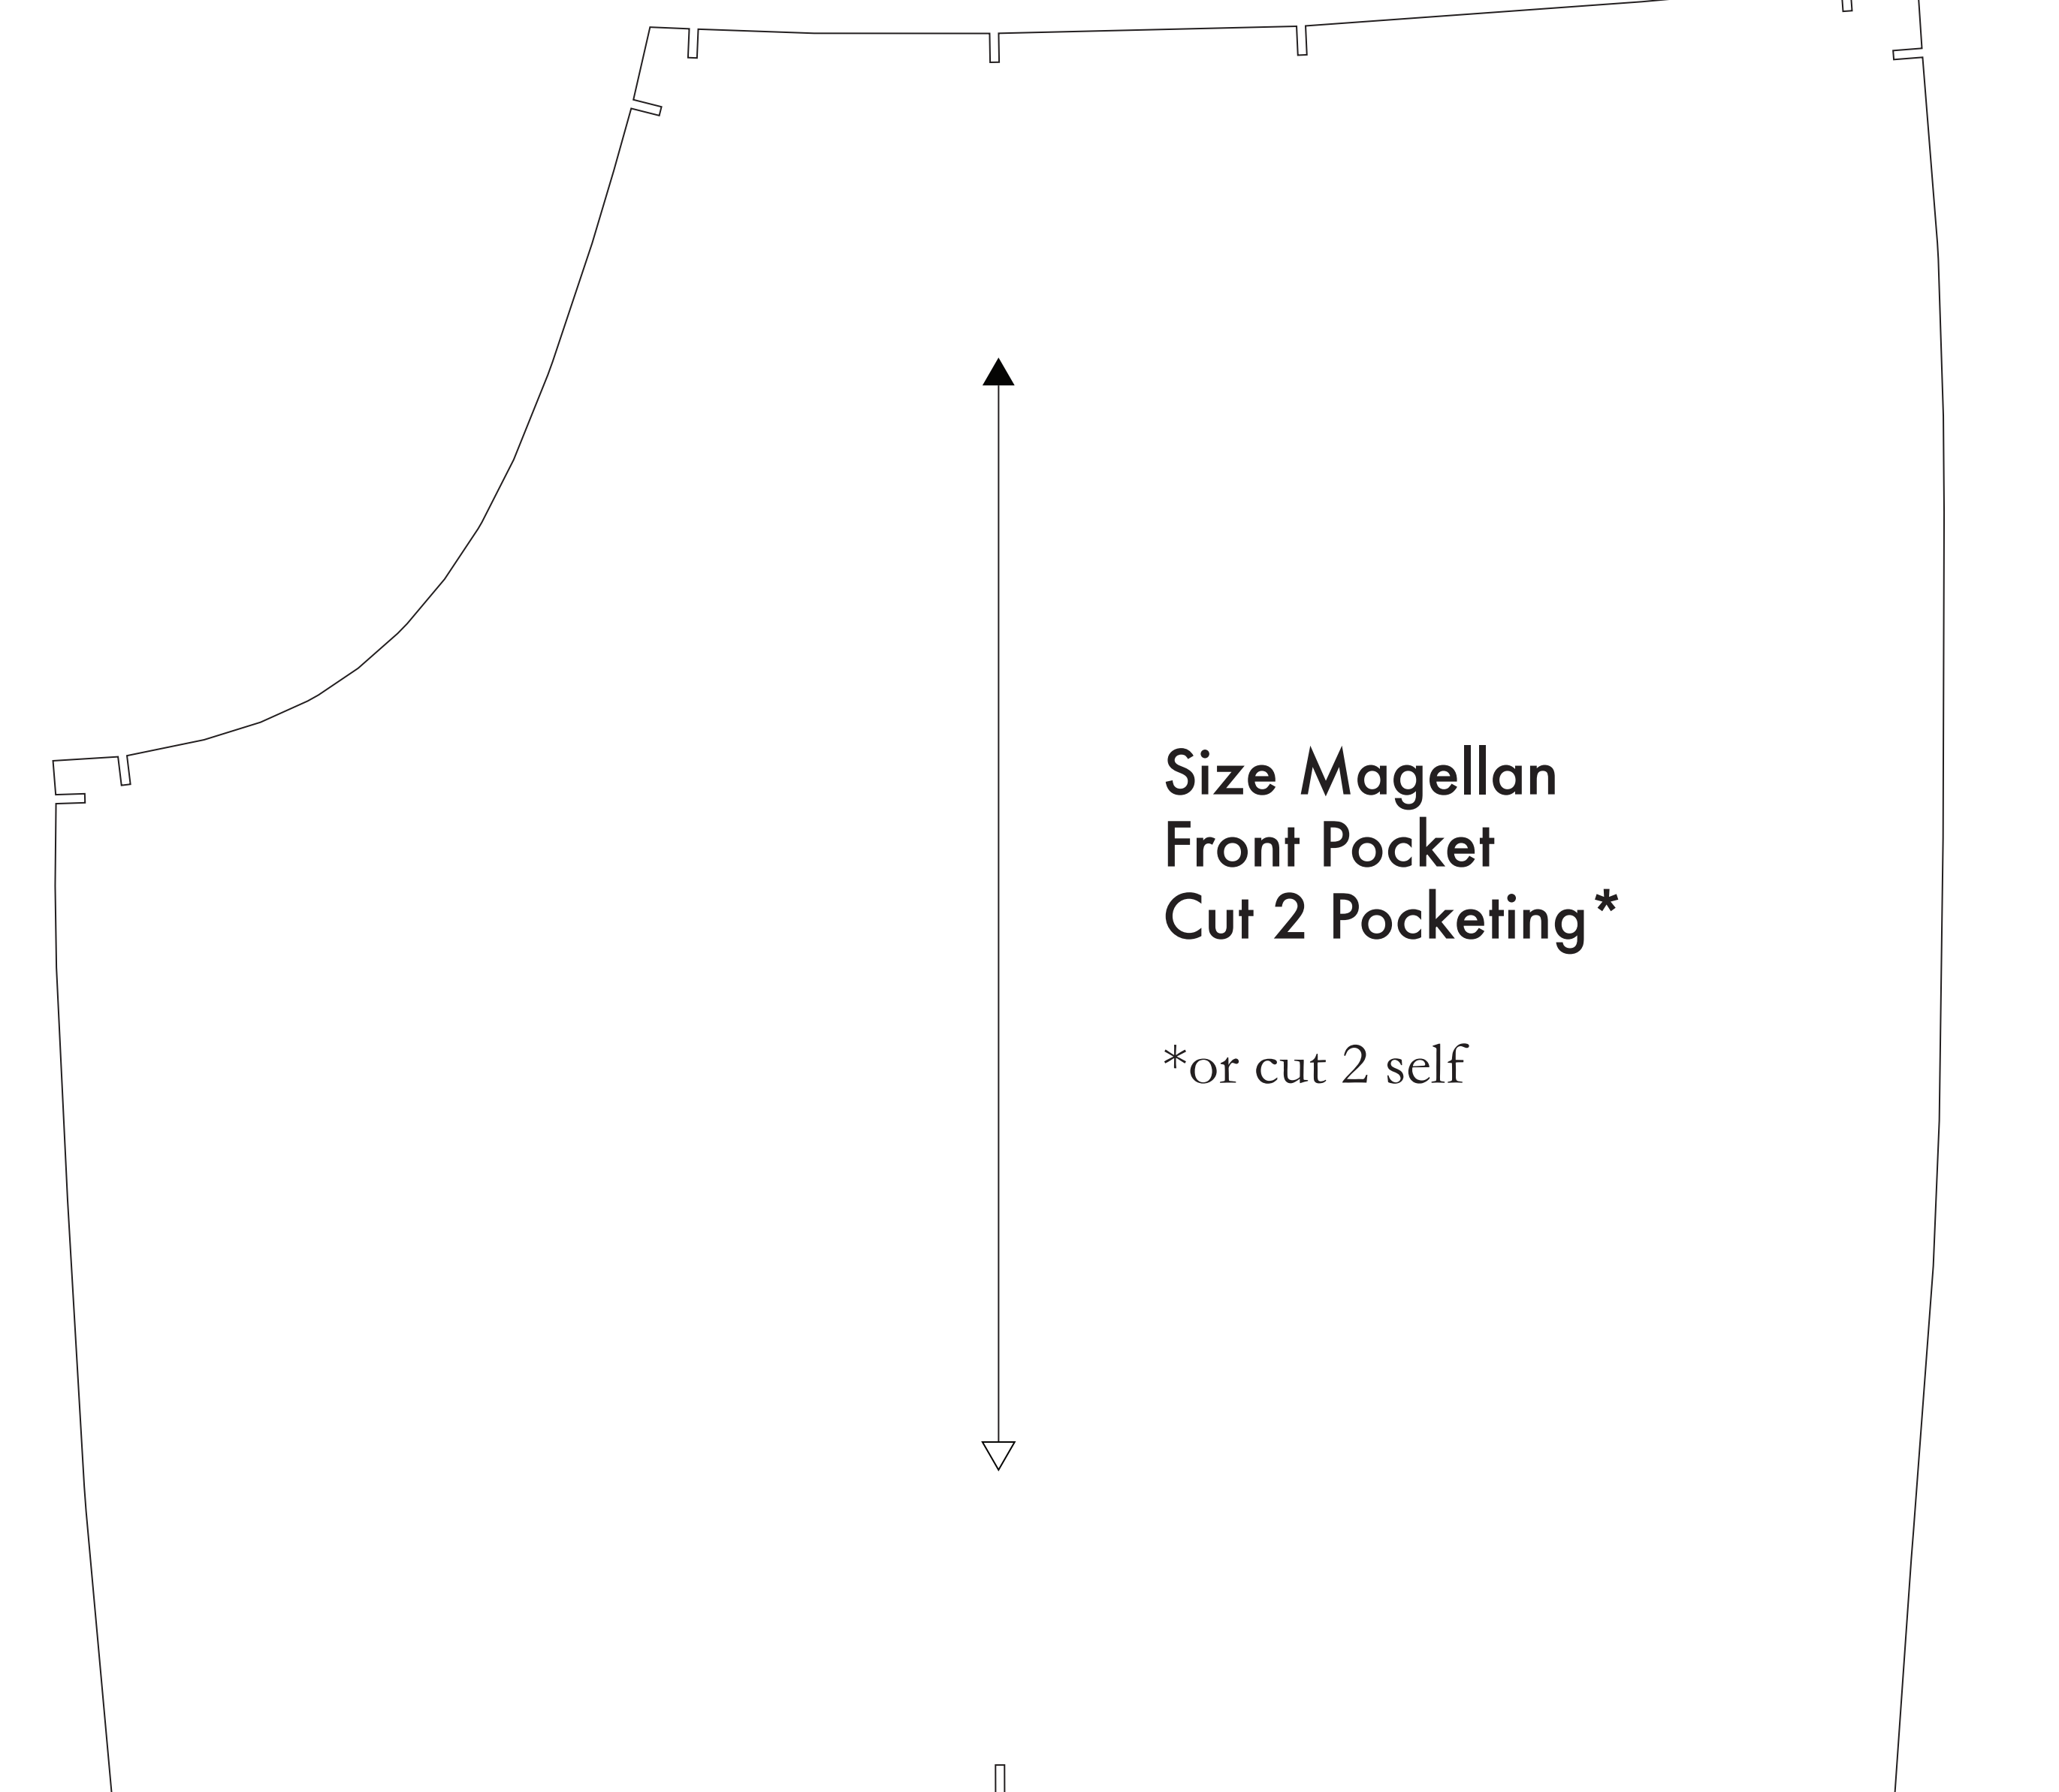 Size Magellan
Front Pocket
Cut 2 Pocketing*
*or cut 2 self